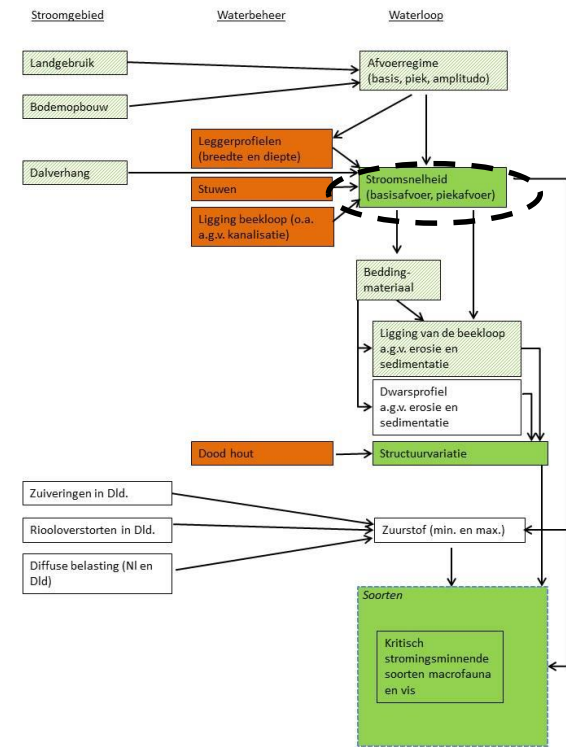 Stroomgebied
Waterbeheer
Waterloop
Landgebruik
Afvoerregime
(basis, piek, amplitudo)
Bodemopbouw
Leggerprofielen
(breedte en diepte)
Dalverhang
Stroomsnelheid
(basisafvoer, piekafvoer)
Stuwen
Ligging beekloop (o.a.
a.g.v. kanalisatie)
Bedding-
materiaal
Ligging van de beekloop
a.g.v. erosie en
sedimentatie
Dwarsprofiel
a.g.v. erosie en
sedimentatie
Dood hout
Structuurvariatie
Zuiveringen in Dld.
Riooloverstorten in Dld.
Zuurstof (min. en max.)
Diffuse belasting (Nl en
Dld)
Soorten
Kritisch
stromingsminnende
soorten macrofauna
en vis